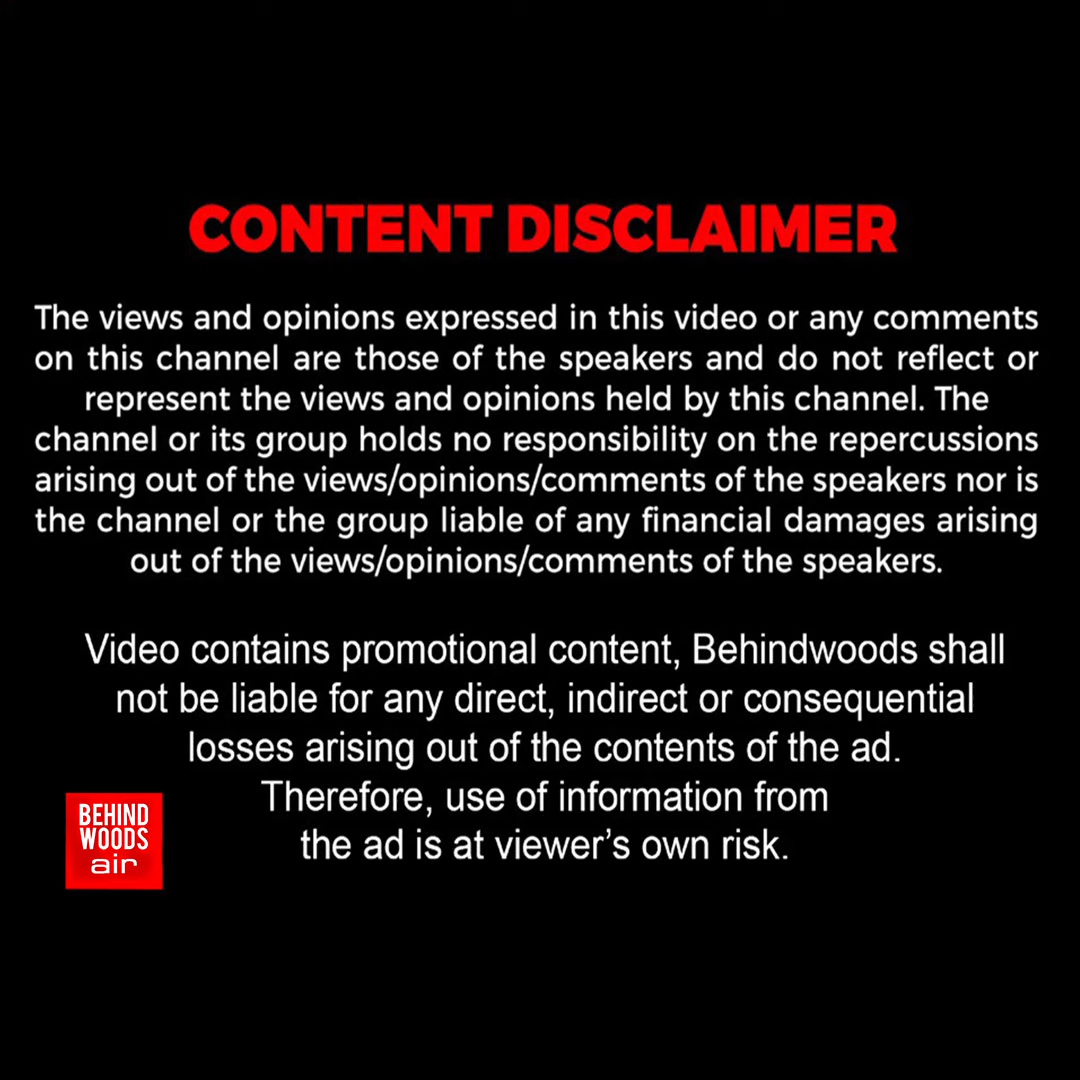 CONTENT DISCLAIMER
The views and opinions expressed in this video or any comments
on this channel are those of the speakers and do not reflect or
represent the views and opinions held by this channel. The
channel or its group holds no responsibility on the repercussions
arising out of the views/opinions/comments of the speakers nor is
the channel or the group liable of any financial damages arising
out of the views/opinions/comments of the speakers.
Video contains promotional content, Behindwoods shall
not be liable for any direct, indirect or consequential
losses arising out of the contents of the ad.
Therefore, use of information from
the ad is at viewer’s own risk.
BEHIND
WOODS
air